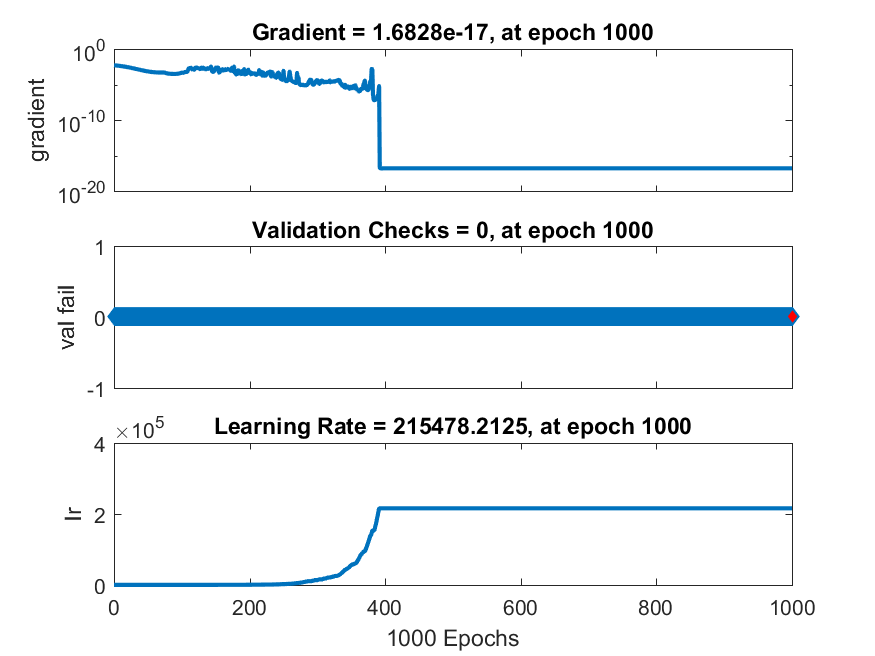 Gradient = 1.6828e-17, at epoch 1000
10^0
10^-10
10^-20
gradient
Validation Checks = 0, at epoch 1000
1
0
-1
val fail
Learning Rate = 215478.2125, at epoch 1000
×10^5
4
2
0
lr
0 200 400 600 800 1000
1000 Epochs